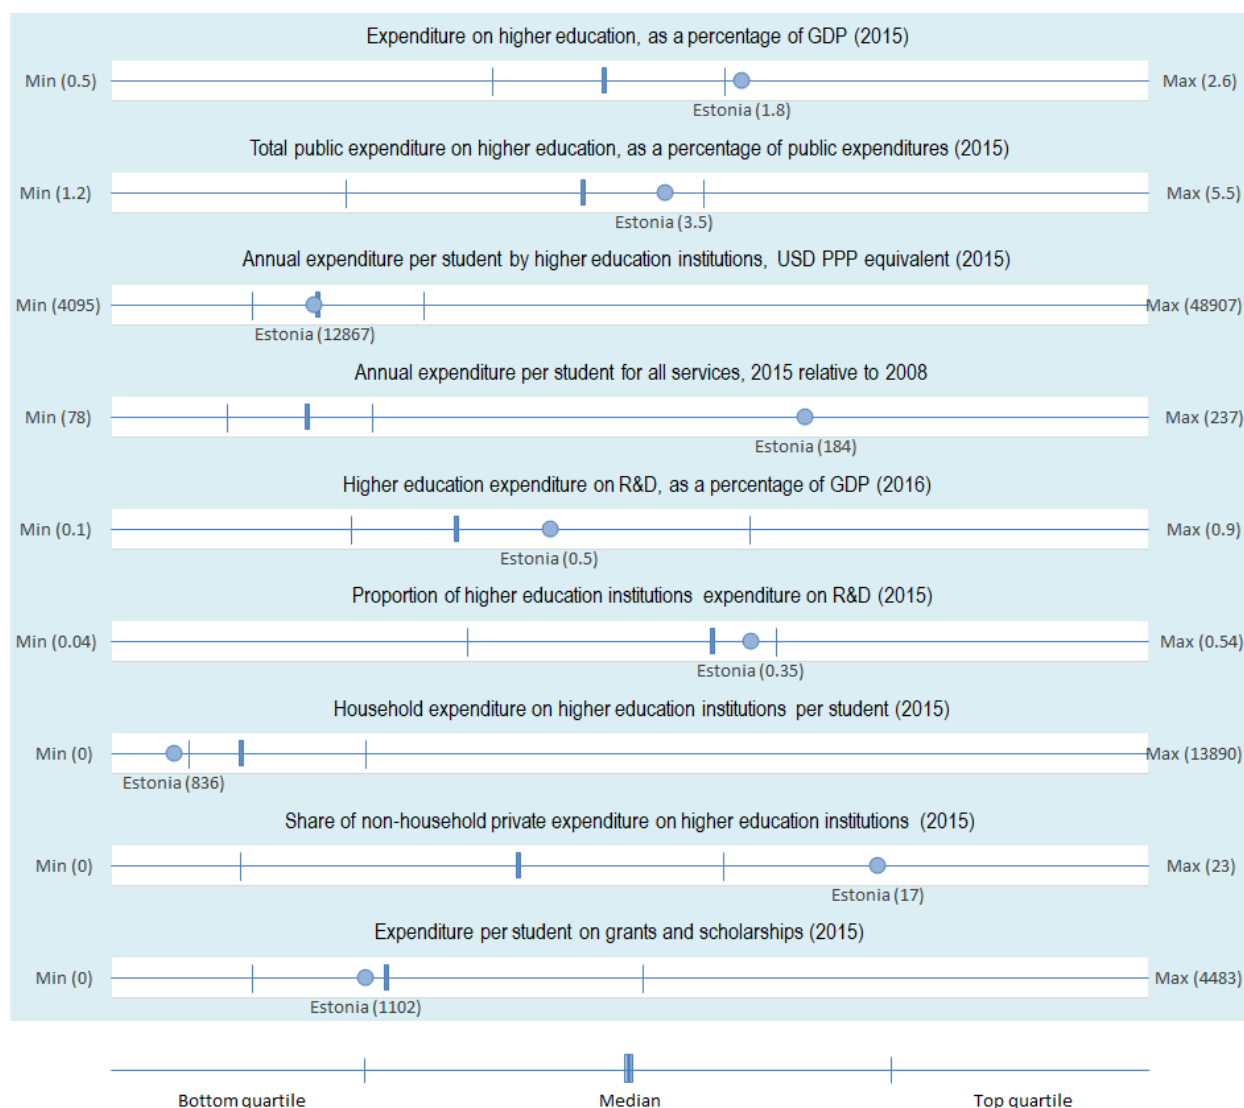 Expenditure on higher education, as a percentage of GDP (2015)
Min (0.5)
Max (2.6)
Estonia (1.8)
Total public expenditure on higher education, as a percentage of public expenditures (2015)
Min (1.2)
Max (5.5)
Estonia (3.5)
Annual expenditure per student by higher education institutions, USD PPP equivalent (2015)
Min (4095)
Max (48907)
Estonia (12867)
Annual expenditure per student for all services, 2015 relative to 2008
Min (78)
Max (237)
Estonia (184)
Higher education expenditure on R&D, as a percentage of GDP (2016)
Min (0.1)
Max (0.9)
Estonia (0.5)
Proportion of higher education institutions expenditure on R&D (2015)
Min (0.04)
Max (0.54)
Estonia (0.35)
Household expenditure on higher education institutions per student (2015)
Min (0)
Max (13890)
Estonia (836)
Share of non-household private expenditure on higher education institutions (2015)
Min (0)
Max (23)
Estonia (17)
Expenditure per student on grants and scholarships (2015)
Min (0)
Max (4483)
Estonia (1102)
Bottom quartile
Median
Top quartile